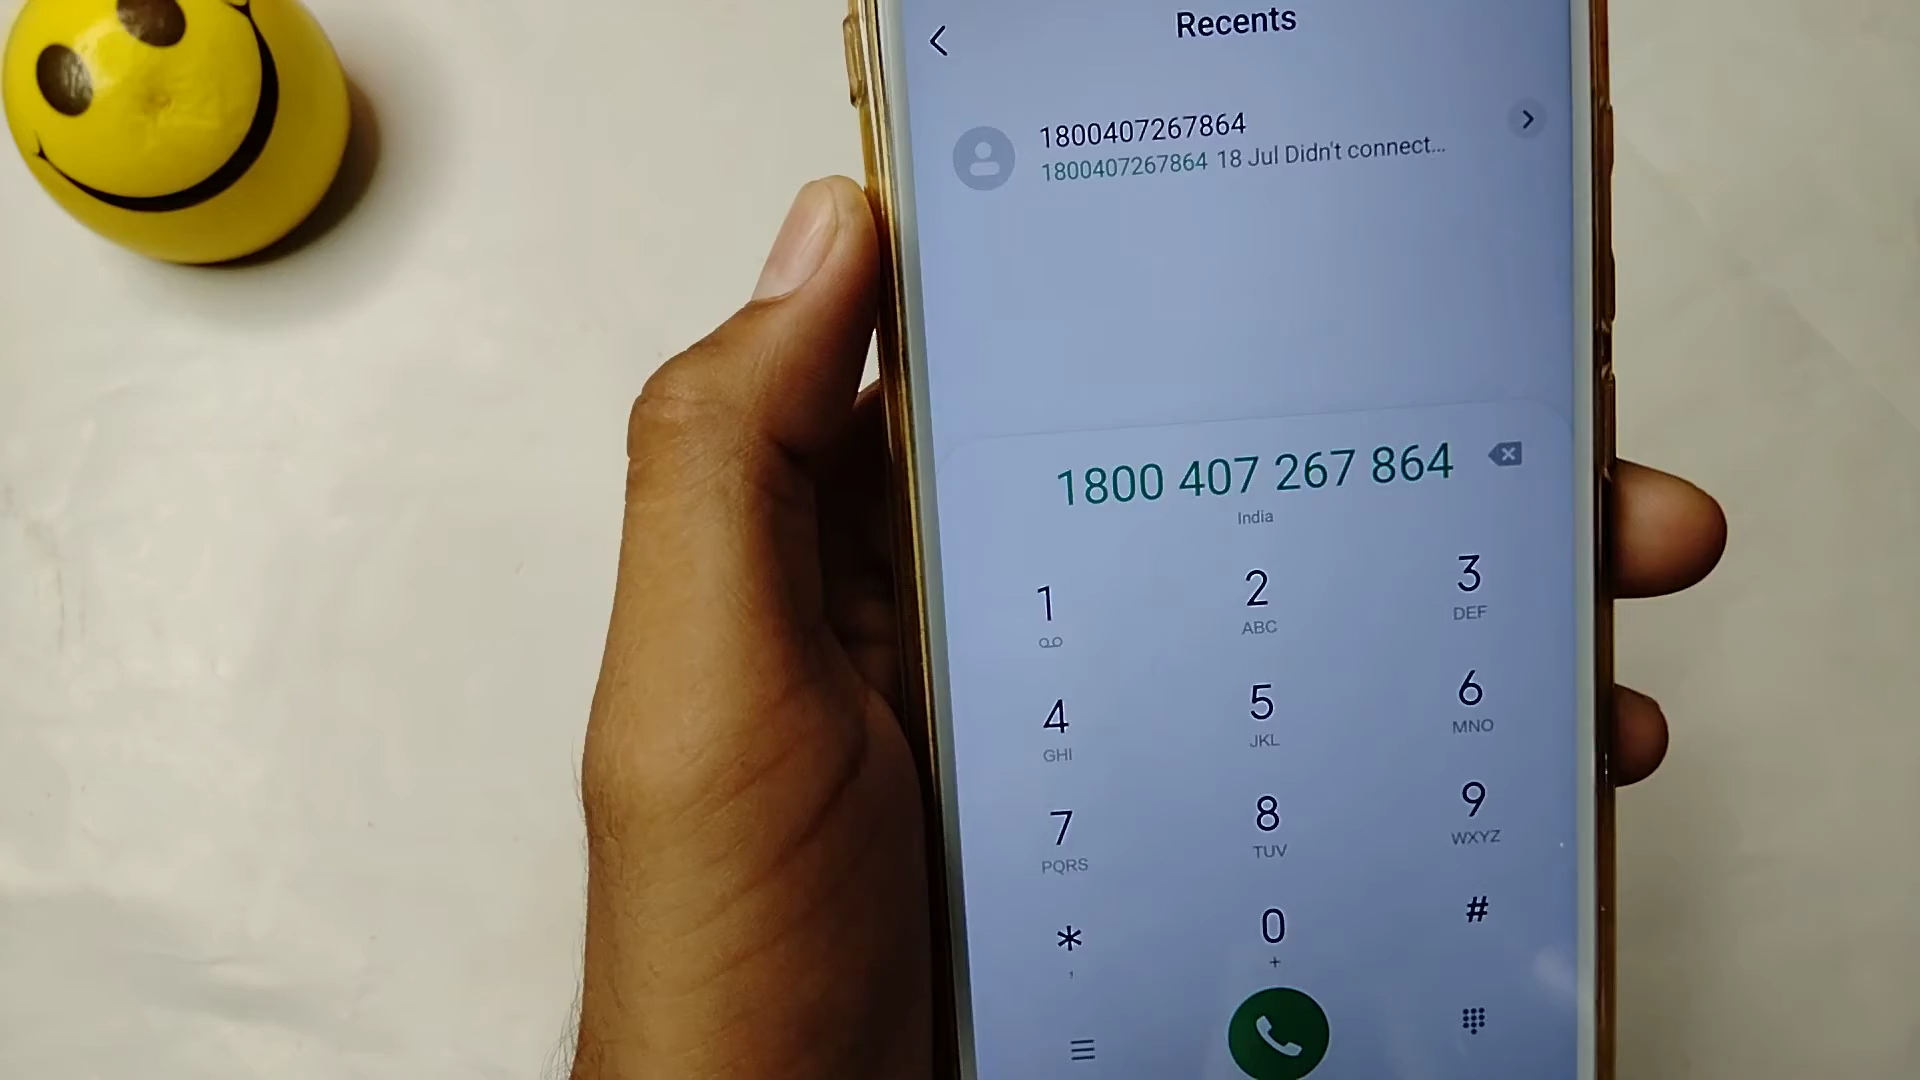 Recents
1800407267864
1800407267864 18 Jul Didn't connect...
1800 407 267 864
India
1 2 3
ABC DEF
4 5 6
GHI JKL MNO
7 8 9
PQRS TUV WXYZ
* 0 #
, +